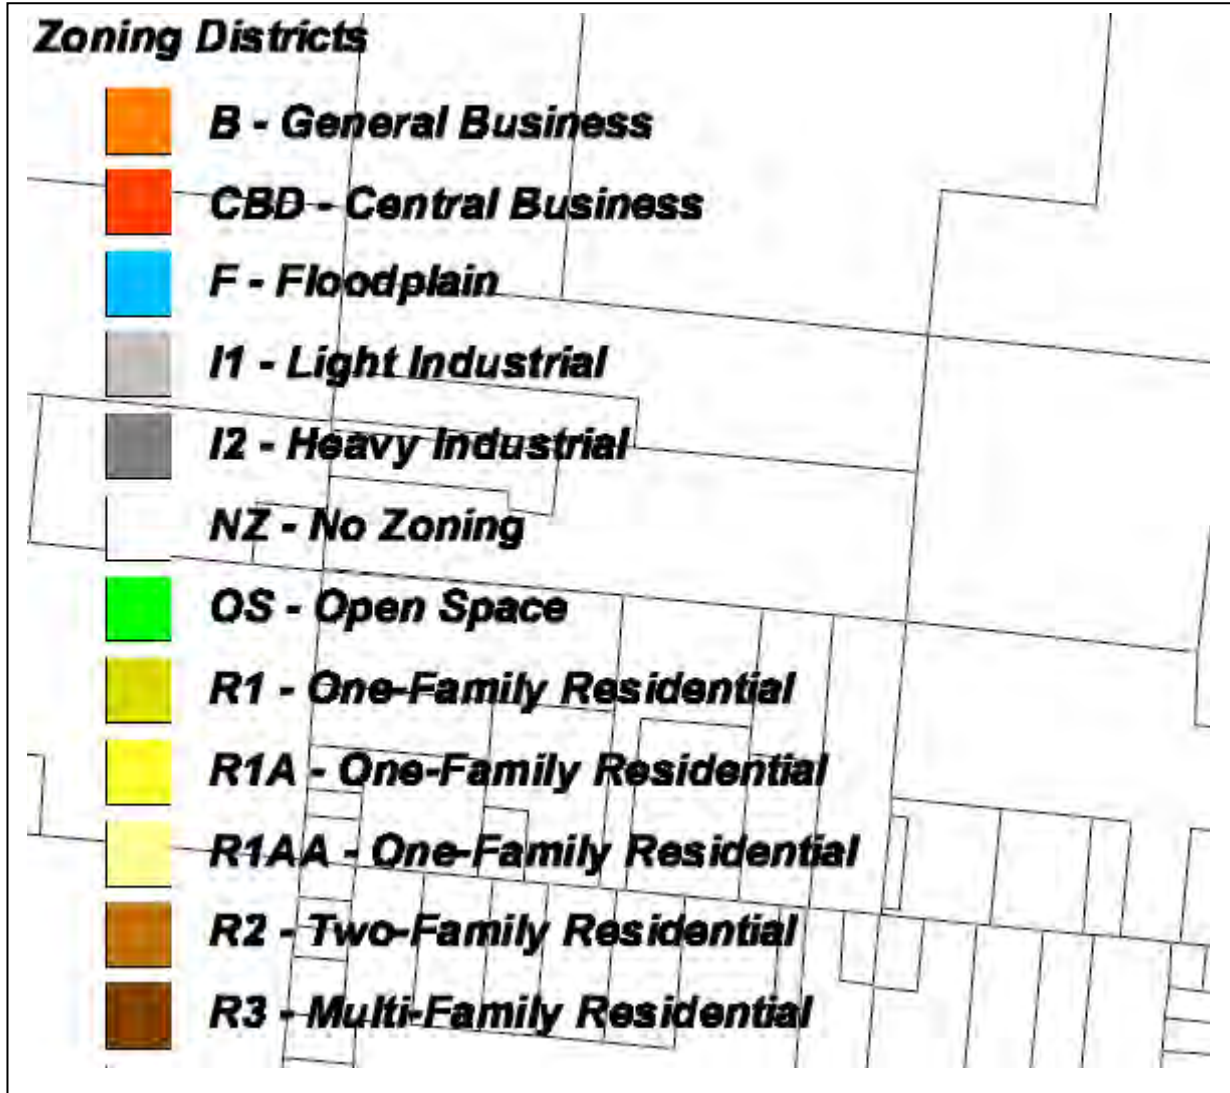 Zoning Districts
B - General Business
CBD - Central Business
F - Floodplain
I1 - Light Industrial
I2 - Heavy Industrial
NZ - No Zoning
OS - Open Space
R1 - One-Family Residential
R1A - One-Family Residential
R1AA - One-Family Residential
R2 - Two-Family Residential
R3 - Multi-Family Residential